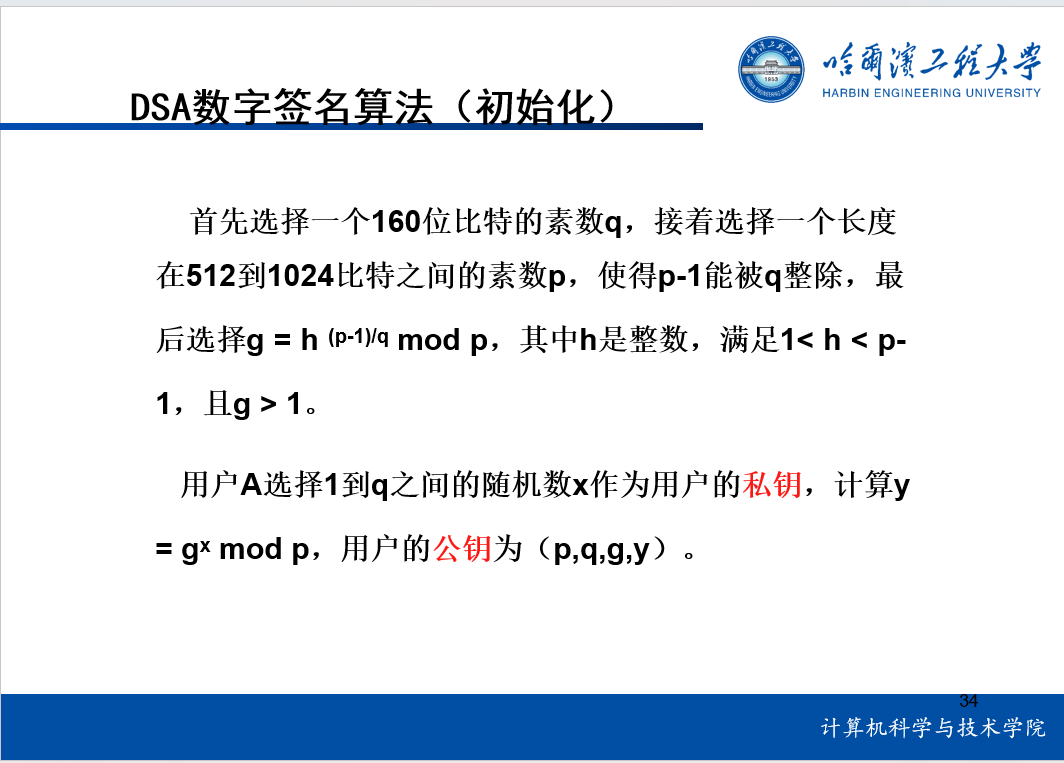 哈尔滨工程大学
HARBIN ENGINEERING UNIVERSITY
1953
DSA数字签名算法（初始化）
首先选择一个160位比特的素数q，接着选择一个长度
在512到1024比特之间的素数p，使得p-1能被q整除，最
后选择g = h (p-1)/q mod p，其中h是整数，满足1< h < p-
1，且g > 1。
用户A选择1到q之间的随机数x作为用户的私钥，计算y
= gx mod p，用户的公钥为（p,q,g,y）。
34
计算机科学与技术学院